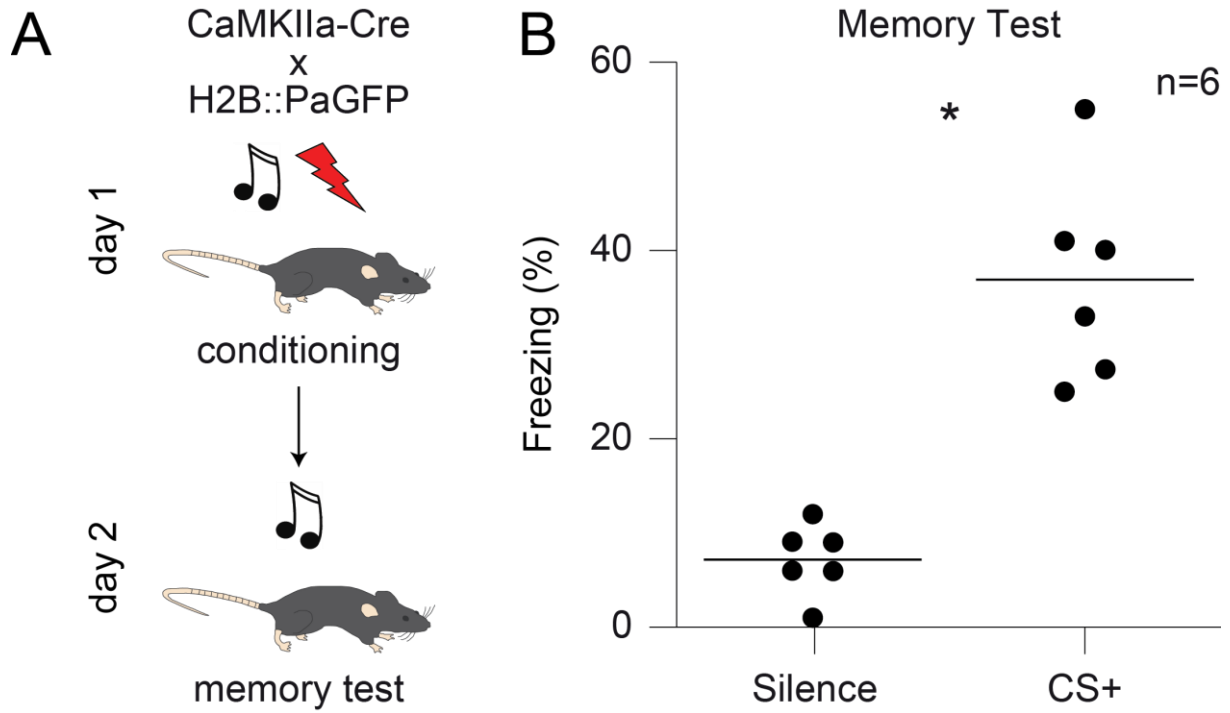 A
CaMKIIa-Cre
x
H2B::PaGFP
day 1
conditioning
day 2
memory test
B
Memory Test
n=6
*
Freezing (%)
60
40
20
0
Silence
CS+